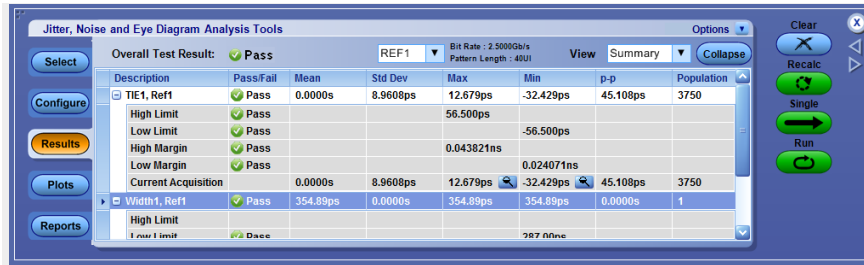 Jitter, Noise and Eye Diagram Analysis Tools Options Clear x
Select Overall Test Result: Pass REF1 Bit Rate : 2.5000Gb/s View Summary Collapse
Pattern Length : 40UI
Recalc
Description Pass/Fail Mean Std Dev Max Min p-p Population
TIE1, Ref1 Pass 0.0000s 8.9608ps 12.679ps -32.429ps 45.108ps 3750
Configure Single
High Limit Pass 56.500ps
Low Limit Pass -56.500ps
Results Run
High Margin Pass 0.043821ns
Low Margin Pass 0.024071ns
Plots
Current Acquisition 0.0000s 8.9608ps 12.679ps -32.429ps 45.108ps 3750
Width1, Ref1 Pass 354.89ps 0.0000s 354.89ps 354.89ps 0.0000s 1
Reports
High Limit
Low Limit Pass 287.00ps